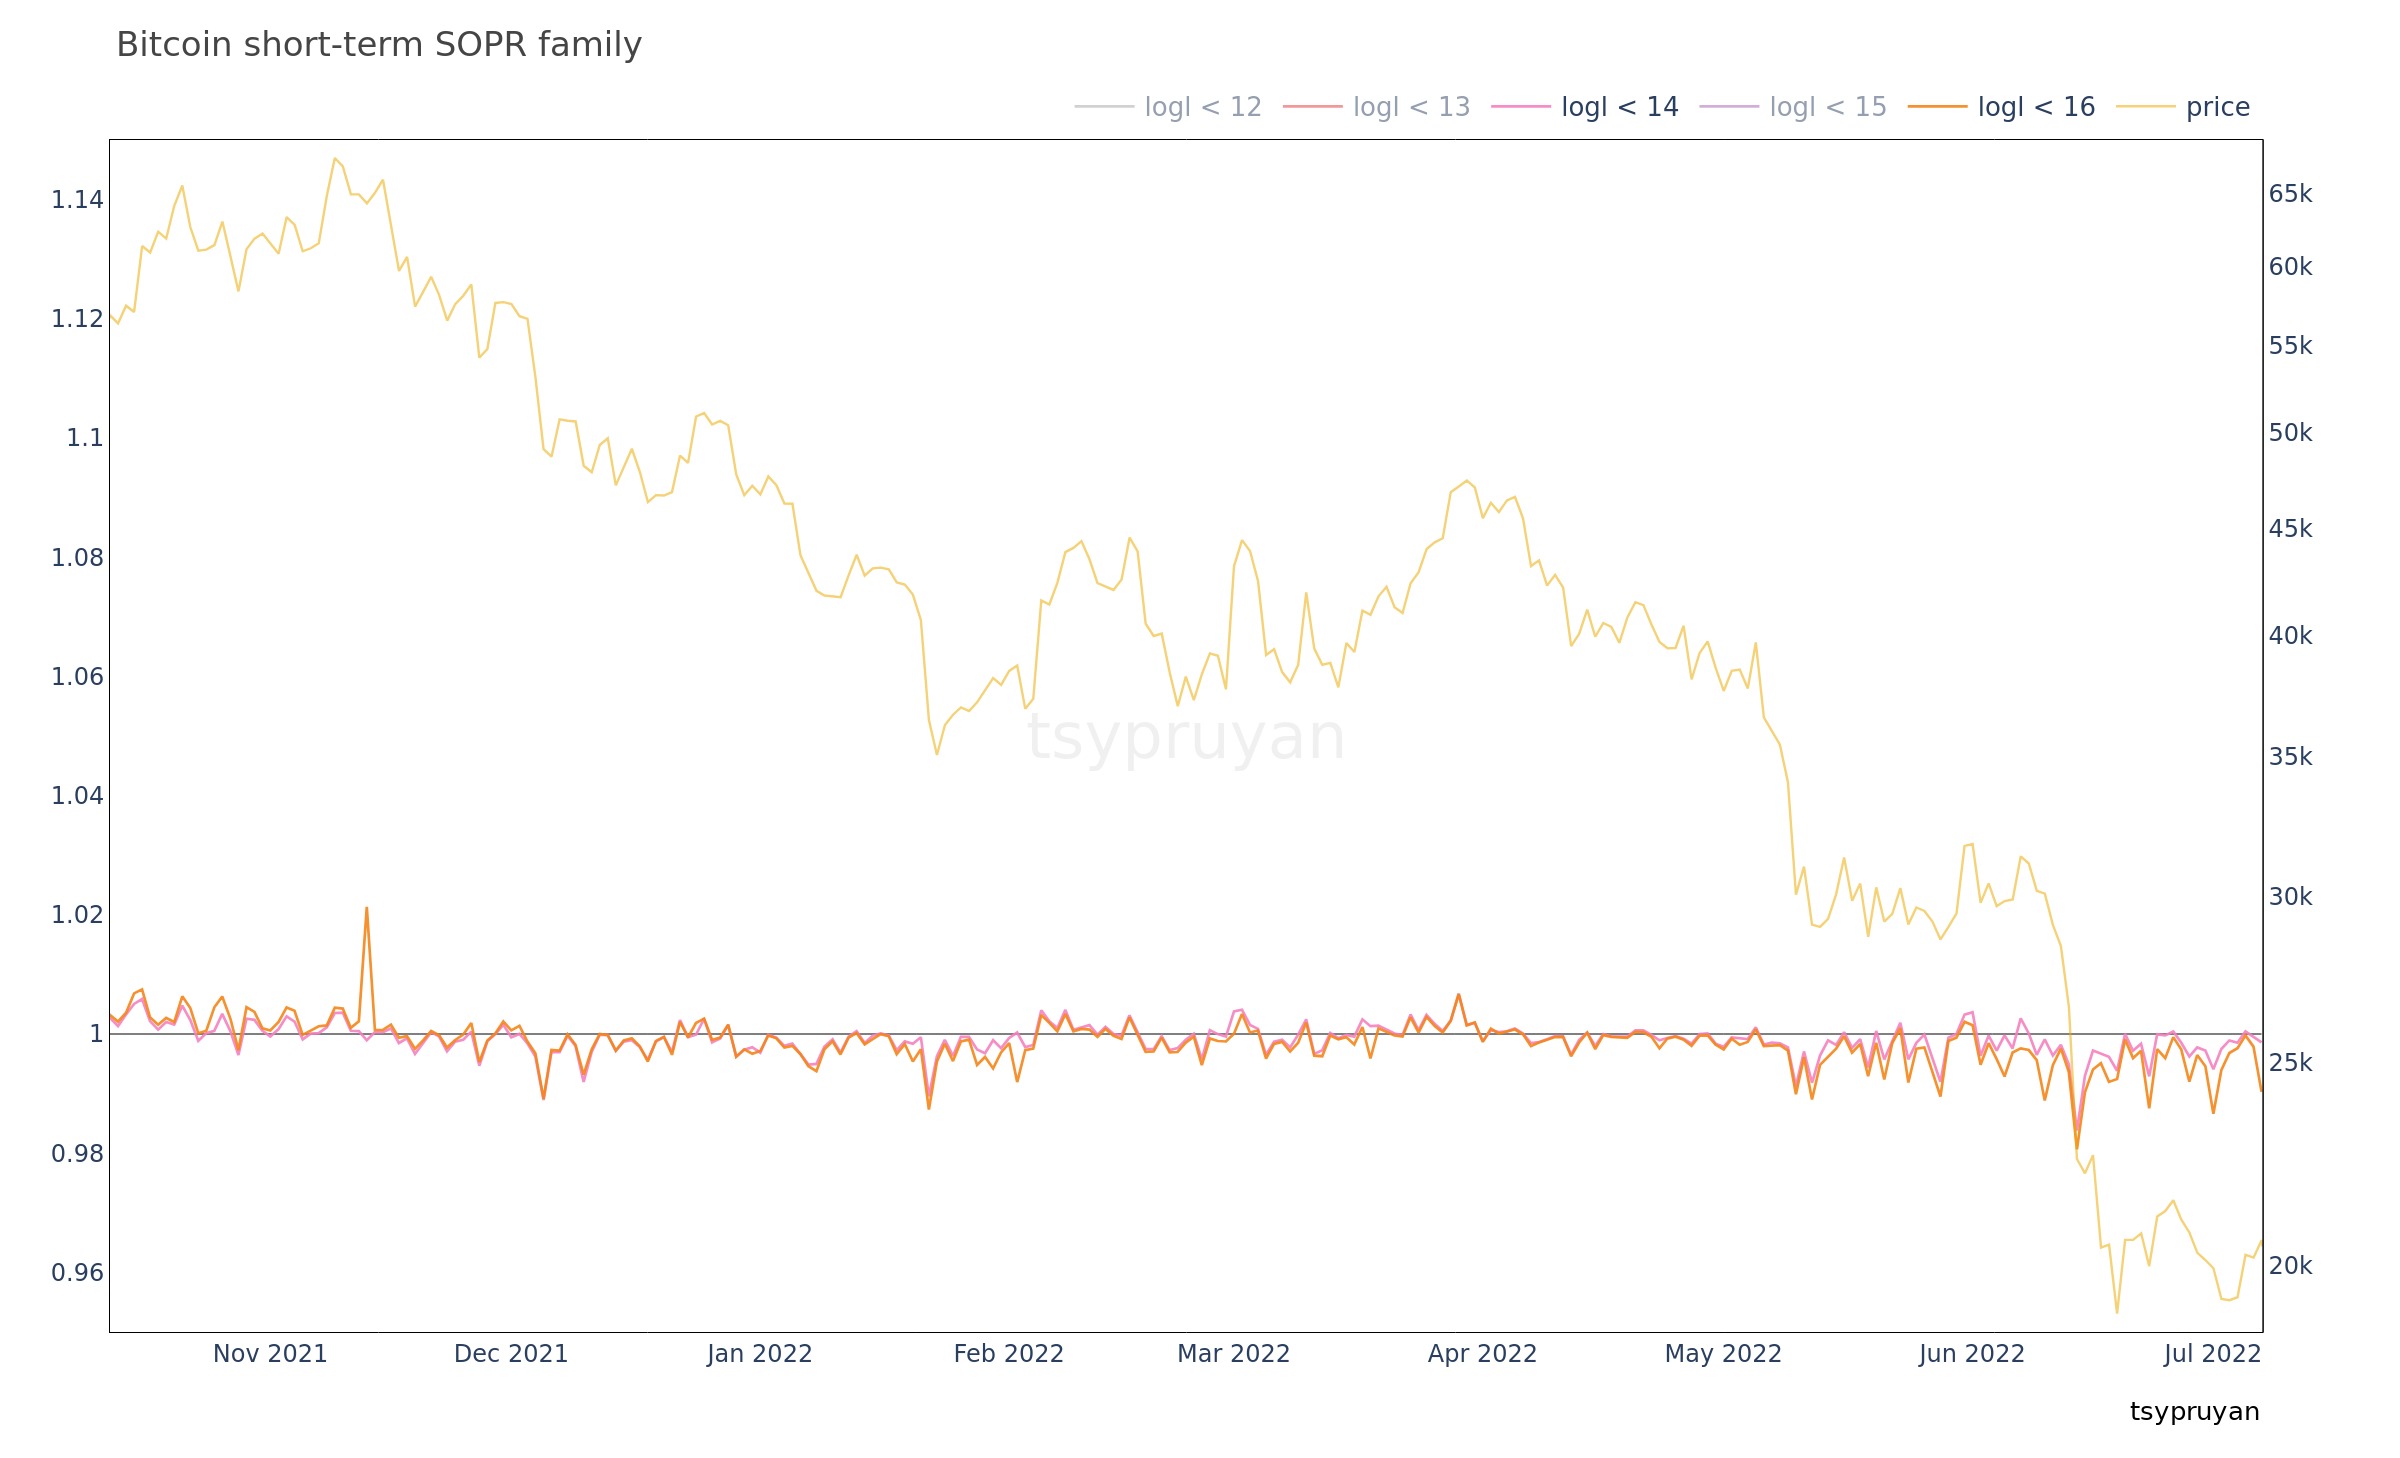 Bitcoin short-term SOPR family
logl < 12 logl < 13 logl < 14 logl < 15 logl < 16 price
1.14
1.12
1.1
1.08
1.06
1.04
1.02
1
0.98
0.96
65k
60k
55k
50k
45k
40k
35k
30k
25k
20k
tsypruyan
Nov 2021 Dec 2021 Jan 2022 Feb 2022 Mar 2022 Apr 2022 May 2022 Jun 2022 Jul 2022
tsypruyan